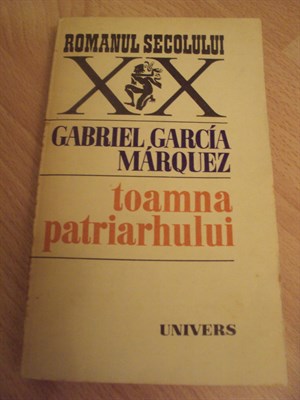 ROMANUL SECOLULUI
XX
GABRIEL GARCÍA
MÁRQUEZ
toamna
patriarhului
UNIVERS